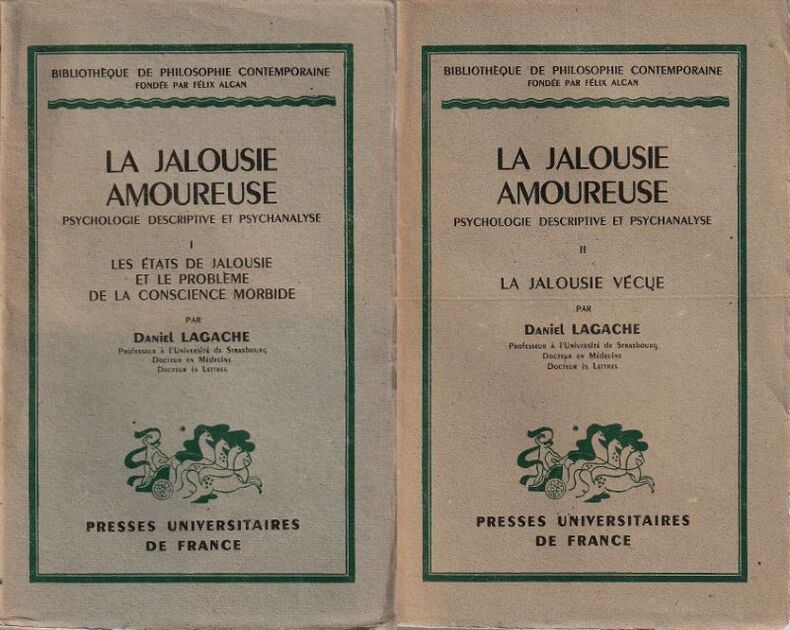 BIBLIOTHÈQUE DE PHILOSOPHIE CONTEMPORAINE
FONDÉE PAR FÉLIX ALCAN
LA JALOUSIE
AMOUREUSE
PSYCHOLOGIE DESCRIPTIVE ET PSYCHANALYSE
I
LES ÉTATS DE JALOUSIE
ET LE PROBLÈME
DE LA CONSCIENCE MORBIDE
PAR
DANIEL LAGACHE
PROFESSEUR À L'UNIVERSITÉ DE STRASBOURG
DOCTEUR EN MÉDECINE
DOCTEUR ÈS LETTRES
PRESSES UNIVERSITAIRES
DE FRANCE
BIBLIOTHÈQUE DE PHILOSOPHIE CONTEMPORAINE
FONDÉE PAR FÉLIX ALCAN
LA JALOUSIE
AMOUREUSE
PSYCHOLOGIE DESCRIPTIVE ET PSYCHANALYSE
II
LA JALOUSIE VÉCUE
PAR
DANIEL LAGACHE
PROFESSEUR À L'UNIVERSITÉ DE STRASBOURG
DOCTEUR EN MÉDECINE
DOCTEUR ÈS LETTRES
PRESSES UNIVERSITAIRES
DE FRANCE